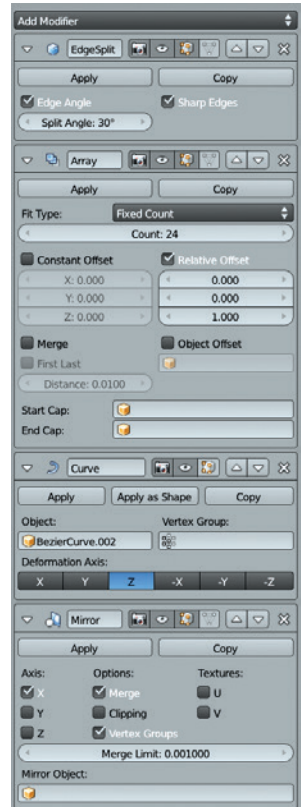 Add Modifier
EdgeSplit
Apply Copy
Edge Angle Sharp Edges
Split Angle: 30°
Array
Apply Copy
Fit Type: Fixed Count
Count: 24
Constant Offset Relative Offset
X: 0.000 0.000
Y: 0.000 0.000
Z: 0.000 1.000
Merge Object Offset
First Last
Distance: 0.0100
Start Cap:
End Cap:
Curve
Apply Apply as Shape Copy
Object: Vertex Group:
BezierCurve.002
Deformation Axis:
X Y Z -X -Y -Z
Mirror
Apply Copy
Axis: Options: Textures:
X Merge U
Y Clipping V
Z Vertex Groups
Merge Limit: 0.001000
Mirror Object: